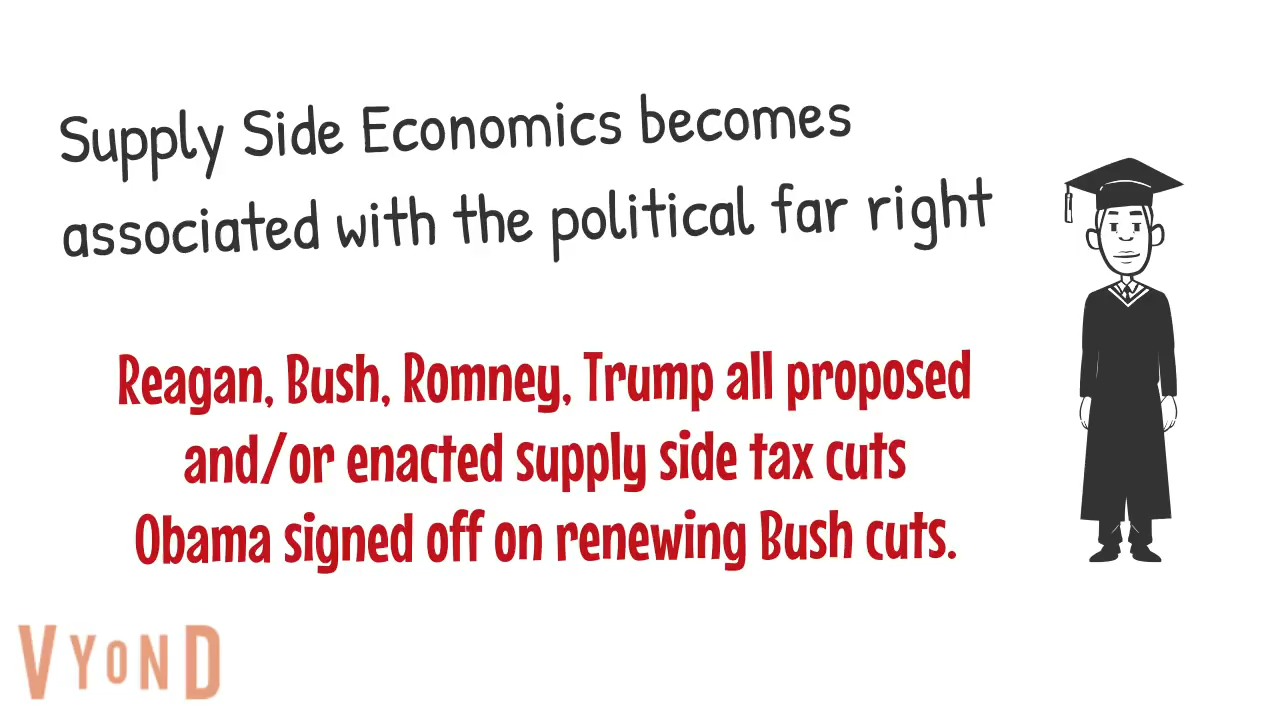 Supply Side Economics becomes
associated with the political far right
Reagan, Bush, Romney, Trump all proposed
and/or enacted supply side tax cuts
Obama signed off on renewing Bush cuts.
VYOND